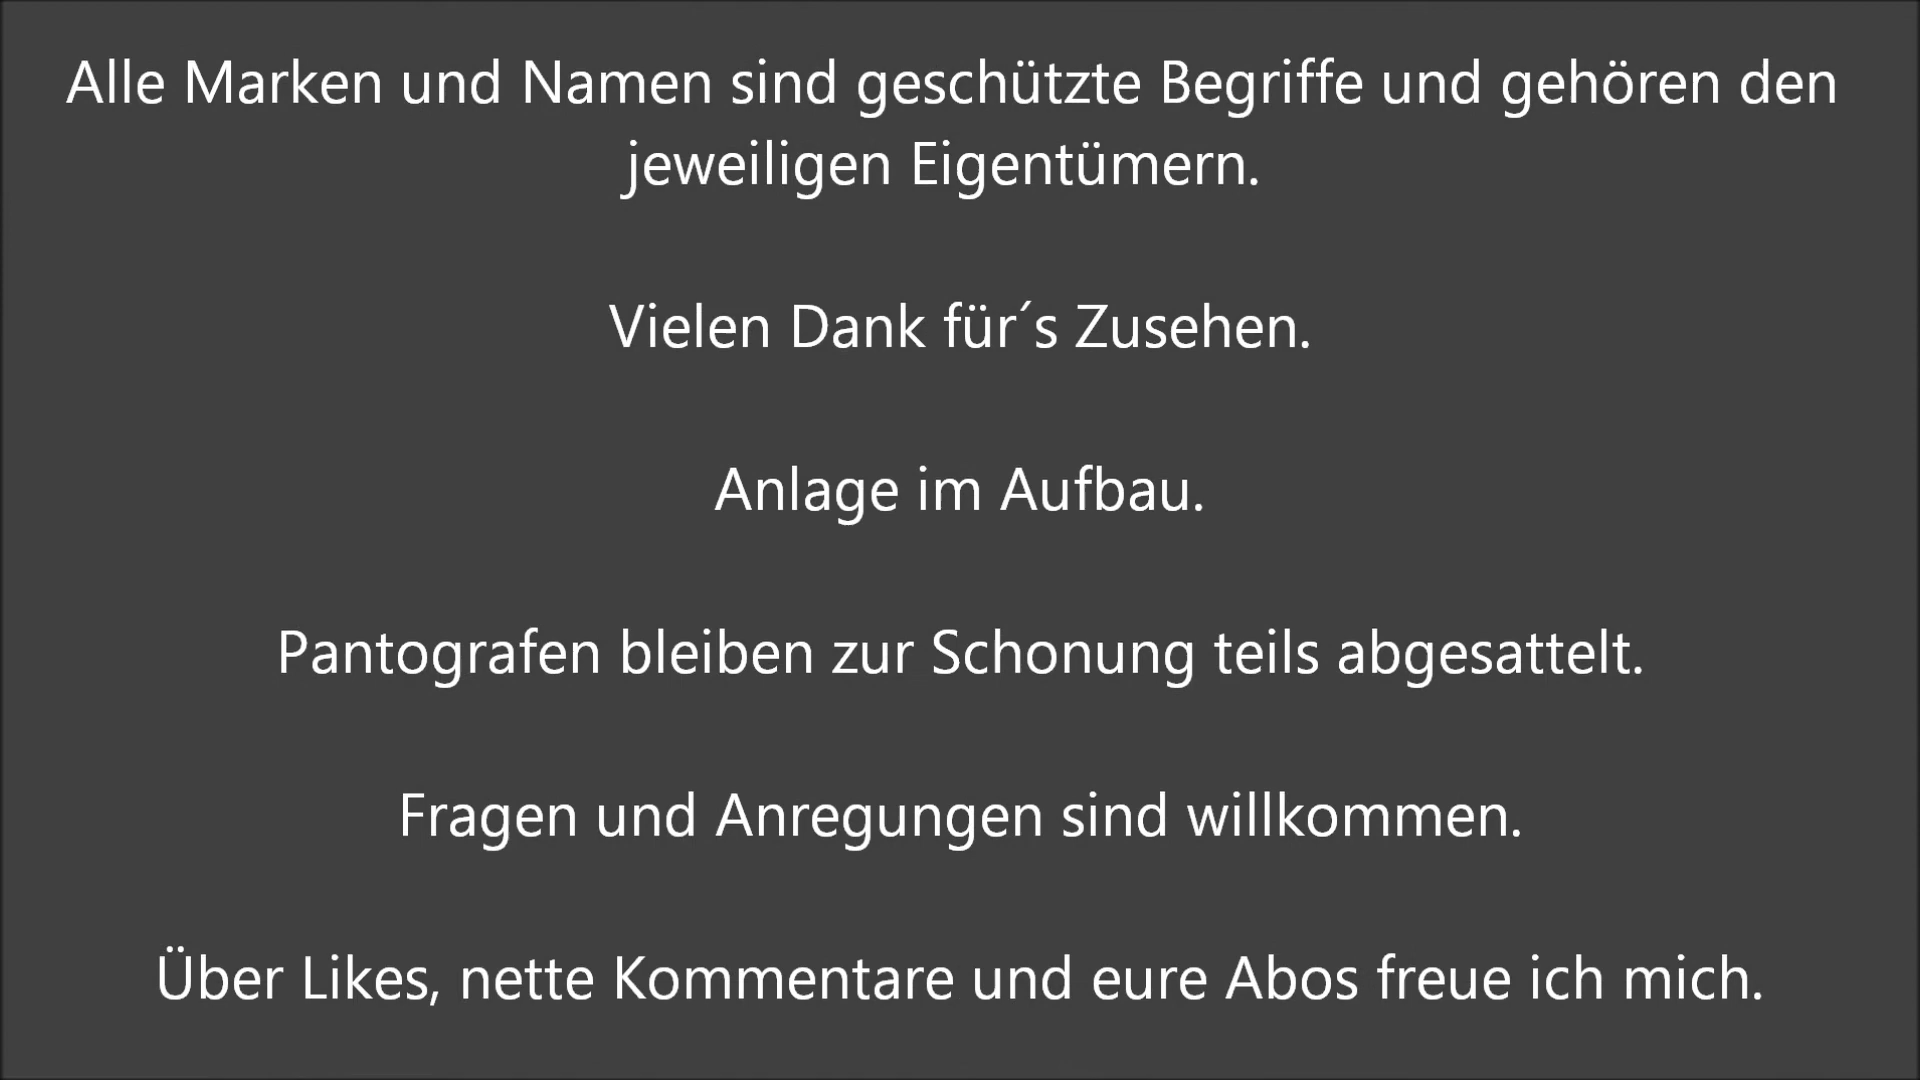 Alle Marken und Namen sind geschützte Begriffe und gehören den
jeweiligen Eigentümern.
Vielen Dank für´s Zusehen.
Anlage im Aufbau.
Pantografen bleiben zur Schonung teils abgesattelt.
Fragen und Anregungen sind willkommen.
Über Likes, nette Kommentare und eure Abos freue ich mich.